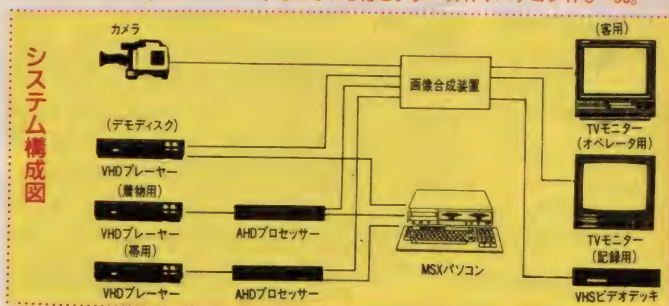 システム構成図
カメラ
(デモディスク)
VHDプレーヤー
(着物用)
VHDプレーヤー
(帯用)
VHDプレーヤー
AHDプロセッサー
AHDプロセッサー
画像合成装置
MSXパソコン
(客用)
TVモニター
(オペレータ用)
TVモニター
(記録用)
VHSビデオデッキ